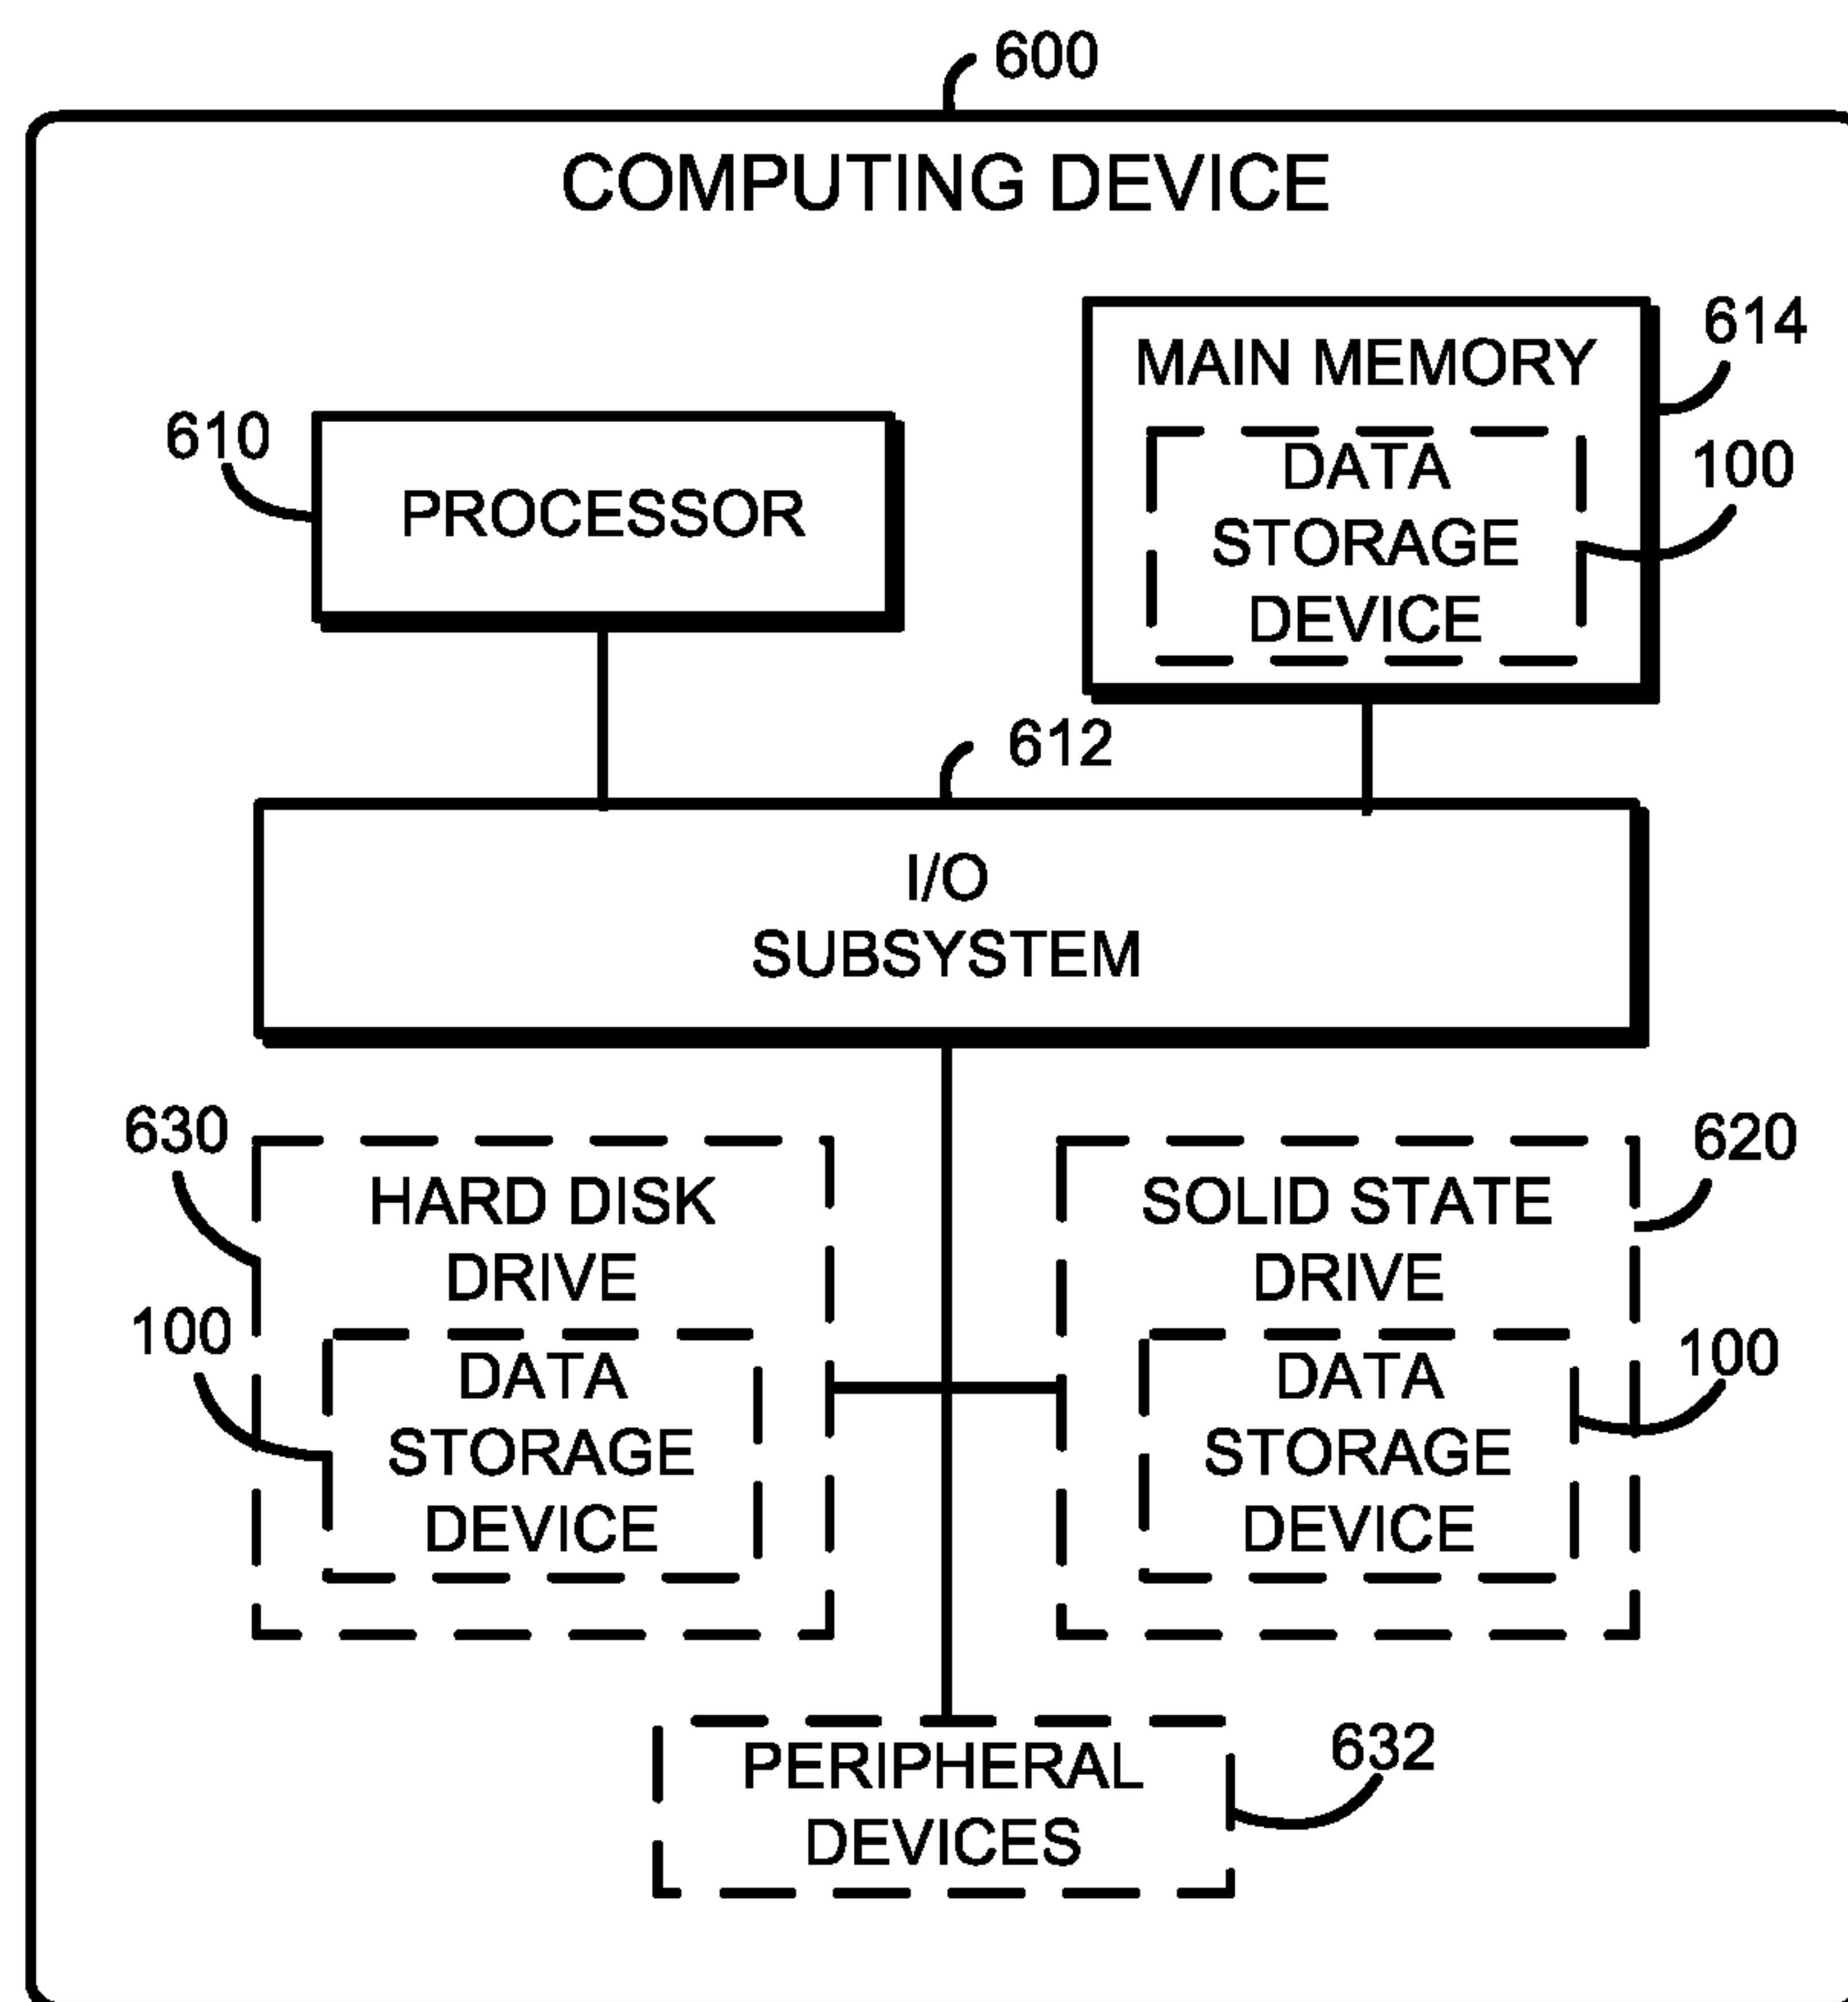 600
COMPUTING DEVICE
614
MAIN MEMORY
610
PROCESSOR
DATA
STORAGE
DEVICE
100
612
I/O
SUBSYSTEM
630
HARD DISK
DRIVE
100
DATA
STORAGE
DEVICE
620
SOLID STATE
DRIVE
100
DATA
STORAGE
DEVICE
PERIPHERAL
DEVICES
632